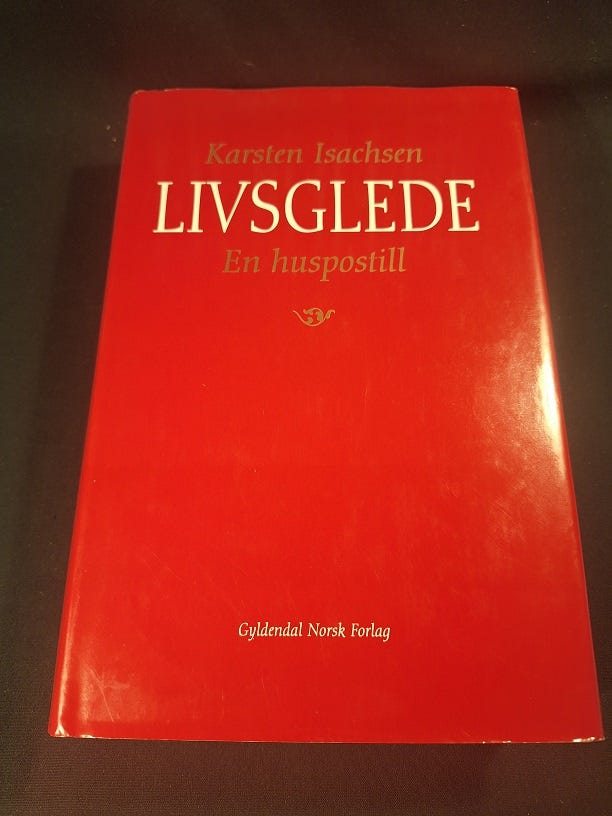 Karsten Isachsen
LIVSGLEDE
En huspostill
Gyldendal Norsk Forlag